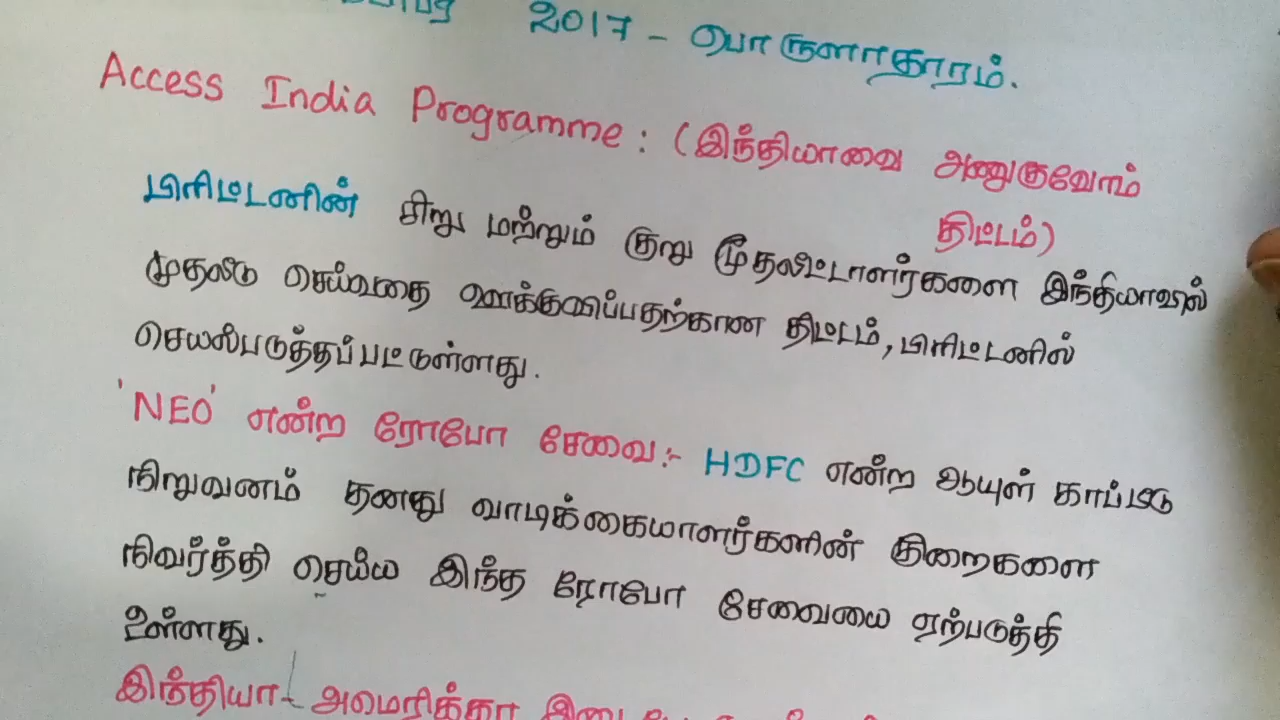 2017 - பொருளாதாரம்.
Access India Programme : (இந்தியாவை அணுகுவோம்
திட்டம்)
பிரிட்டனின் சிறு மற்றும் குறு முதலீட்டாளர்களை இந்தியாவில்
முதலீடு செய்வதை ஊக்குவிப்பதற்கான திட்டம், பிரிட்டனில்
செயல்படுத்தப்பட்டுள்ளது.
'NEO' என்ற ரோபோ சேவை :- HDFC என்ற ஆயுள் காப்பீடு
நிறுவனம் தனது வாடிக்கையாளர்களின் குறைகளை
நிவர்த்தி செய்ய இந்த ரோபோ சேவையை ஏற்படுத்தி
உள்ளது.
இந்தியா - அமெரிக்கா